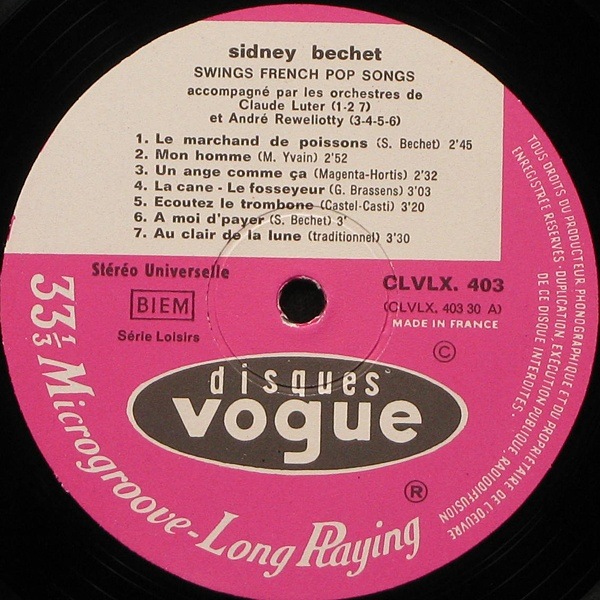 sidney bechet
SWINGS FRENCH POP SONGS
accompagné par les orchestres de
Claude Luter (1-2 7)
et André Reweliotty (3-4-5-6)
1. Le marchand de poissons (S. Bechet) 2'45
2. Mon homme (M. Yvain) 2'52
3. Un ange comme ça (Magenta-Hortis) 2'32
4. La cane - Le fosseyeur (G. Brassens) 3'03
5. Ecoutez le trombone (Castel-Casti) 3'20
6. A moi d'payer (S. Bechet) 3'
7. Au clair de la lune (traditionnel) 3'30
Stéréo Universelle
BIEM
Série Loisirs
CLVLX. 403
(CLVLX. 403 30 A)
MADE IN FRANCE
©
disques
vogue
®
33 1/3 Microgroove - Long Playing
TOUS DROITS DU PRODUCTEUR PHONOGRAPHIQUE ET DU PROPRIÉTAIRE DE L'OEUVRE
ENREGISTRÉE RÉSERVÉS - DUPLICATION, EXÉCUTION PUBLIQUE, RADIODIFFUSION
DE CE DISQUE INTERDITES.